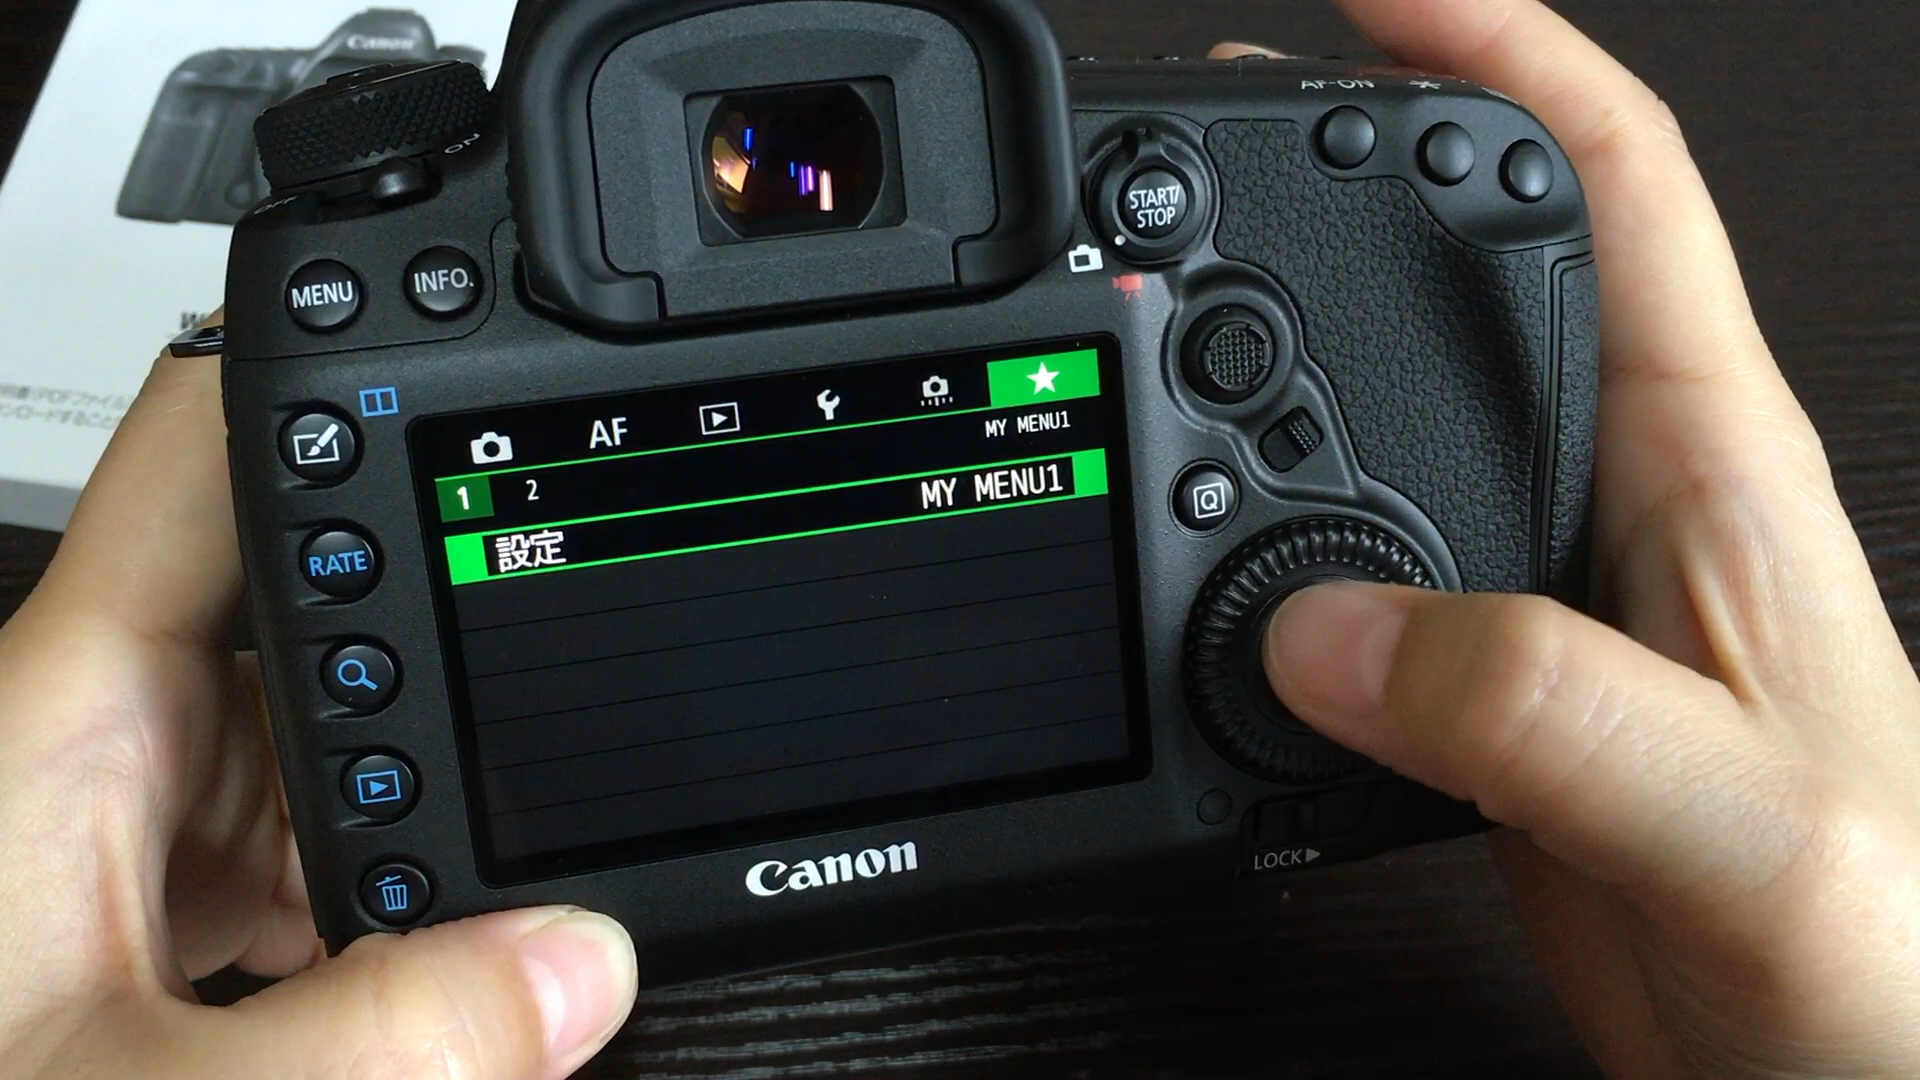 Canon
AF-ON
ON
OFF
START/
STOP
MENU
INFO.
AF
MY MENU1
1
2
設定
MY MENU1
Q
RATE
Canon
LOCK